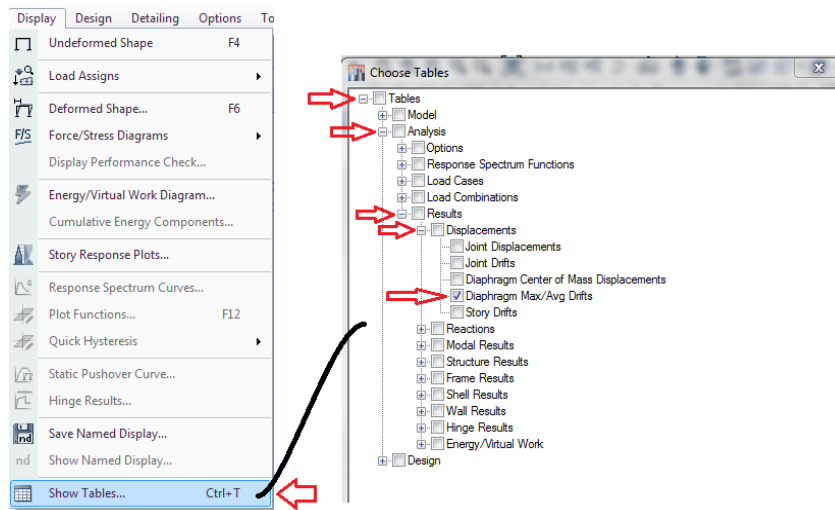 Display Design Detailing Options To
Undeformed Shape F4
Load Assigns
Deformed Shape... F6
F/S Force/Stress Diagrams
Display Performance Check...
Energy/Virtual Work Diagram...
Cumulative Energy Components...
Story Response Plots...
Response Spectrum Curves...
Plot Functions... F12
Quick Hysteresis
Static Pushover Curve...
Hinge Results...
nd Save Named Display...
nd Show Named Display...
Show Tables... Ctrl+T
Choose Tables
Tables
Model
Analysis
Options
Response Spectrum Functions
Load Cases
Load Combinations
Results
Displacements
Joint Displacements
Joint Drifts
Diaphragm Center of Mass Displacements
Diaphragm Max/Avg Drifts
Story Drifts
Reactions
Modal Results
Structure Results
Frame Results
Shell Results
Wall Results
Hinge Results
Energy/Virtual Work
Design